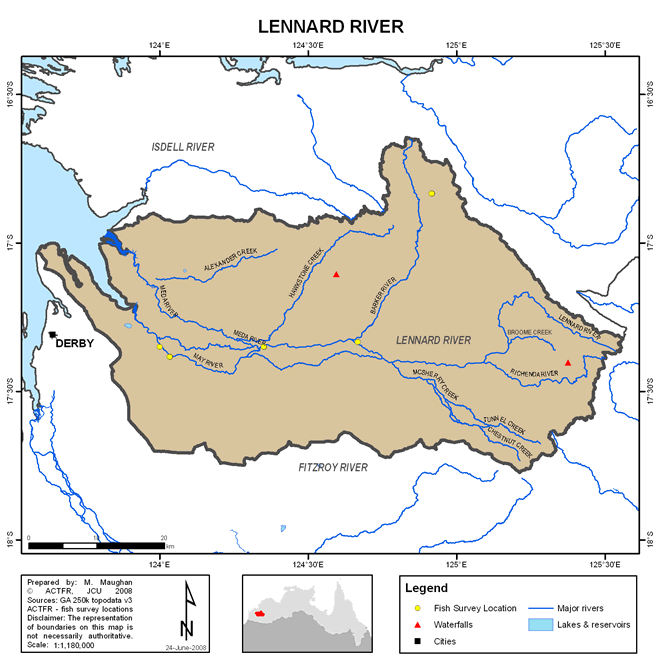 LENNARD RIVER
124°E
124°30'E
125°E
125°30'E
16°30'S
16°30'S
ISDELL RIVER
17°S
17°S
ALEXANDER CREEK
HAWKSTONE CREEK
BARKER RIVER
MEDA RIVER
MEDA RIVER
LENNARD RIVER
LENNARD RIVER
BROOME CREEK
DERBY
MAY RIVER
RICHENDA RIVER
MCSHERRY CREEK
17°30'S
17°30'S
TUNNEL CREEK
CHESTNUT CREEK
FITZROY RIVER
18°S
18°S
0
10
20
km
124°E
124°30'E
125°E
125°30'E
Prepared by: M. Maughan
© ACTFR, JCU 2008
Sources: GA 250k topodata v3
ACTFR - fish survey locations
Disclaimer: The representation
of boundaries on this map is
not necessarily authoritative.
Scale: 1:1,180,000
N
24-June-2008
Legend
Fish Survey Location
Major rivers
Waterfalls
Lakes & reservoirs
Cities